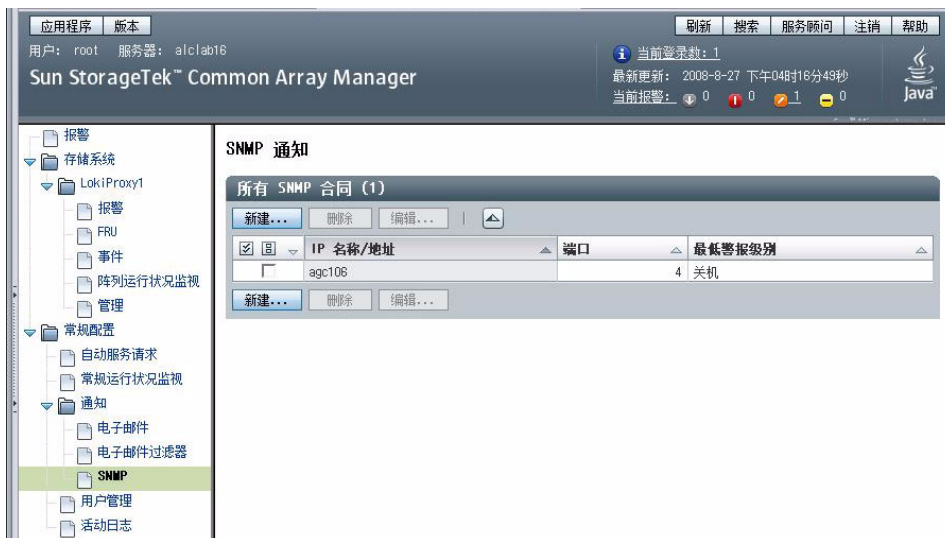 应用程序 版本 刷新 搜索 服务顾问 注销 帮助
用户: root 服务器: alclab16
当前登录数: 1
Sun StorageTek™ Common Array Manager
最新更新: 2008-8-27 下午04时16分49秒
当前报警: 0 0 1 0
Java™
报警
存储系统
LokiProxy1
报警
FRU
事件
阵列运行状况监视
管理
常规配置
自动服务请求
常规运行状况监视
通知
电子邮件
电子邮件过滤器
SNMP
用户管理
活动日志
SNMP 通知
所有 SNMP 合同 (1)
新建... 删除 编辑...
IP 名称/地址 端口 最低警报级别
agc106 4 关机
新建... 删除 编辑...